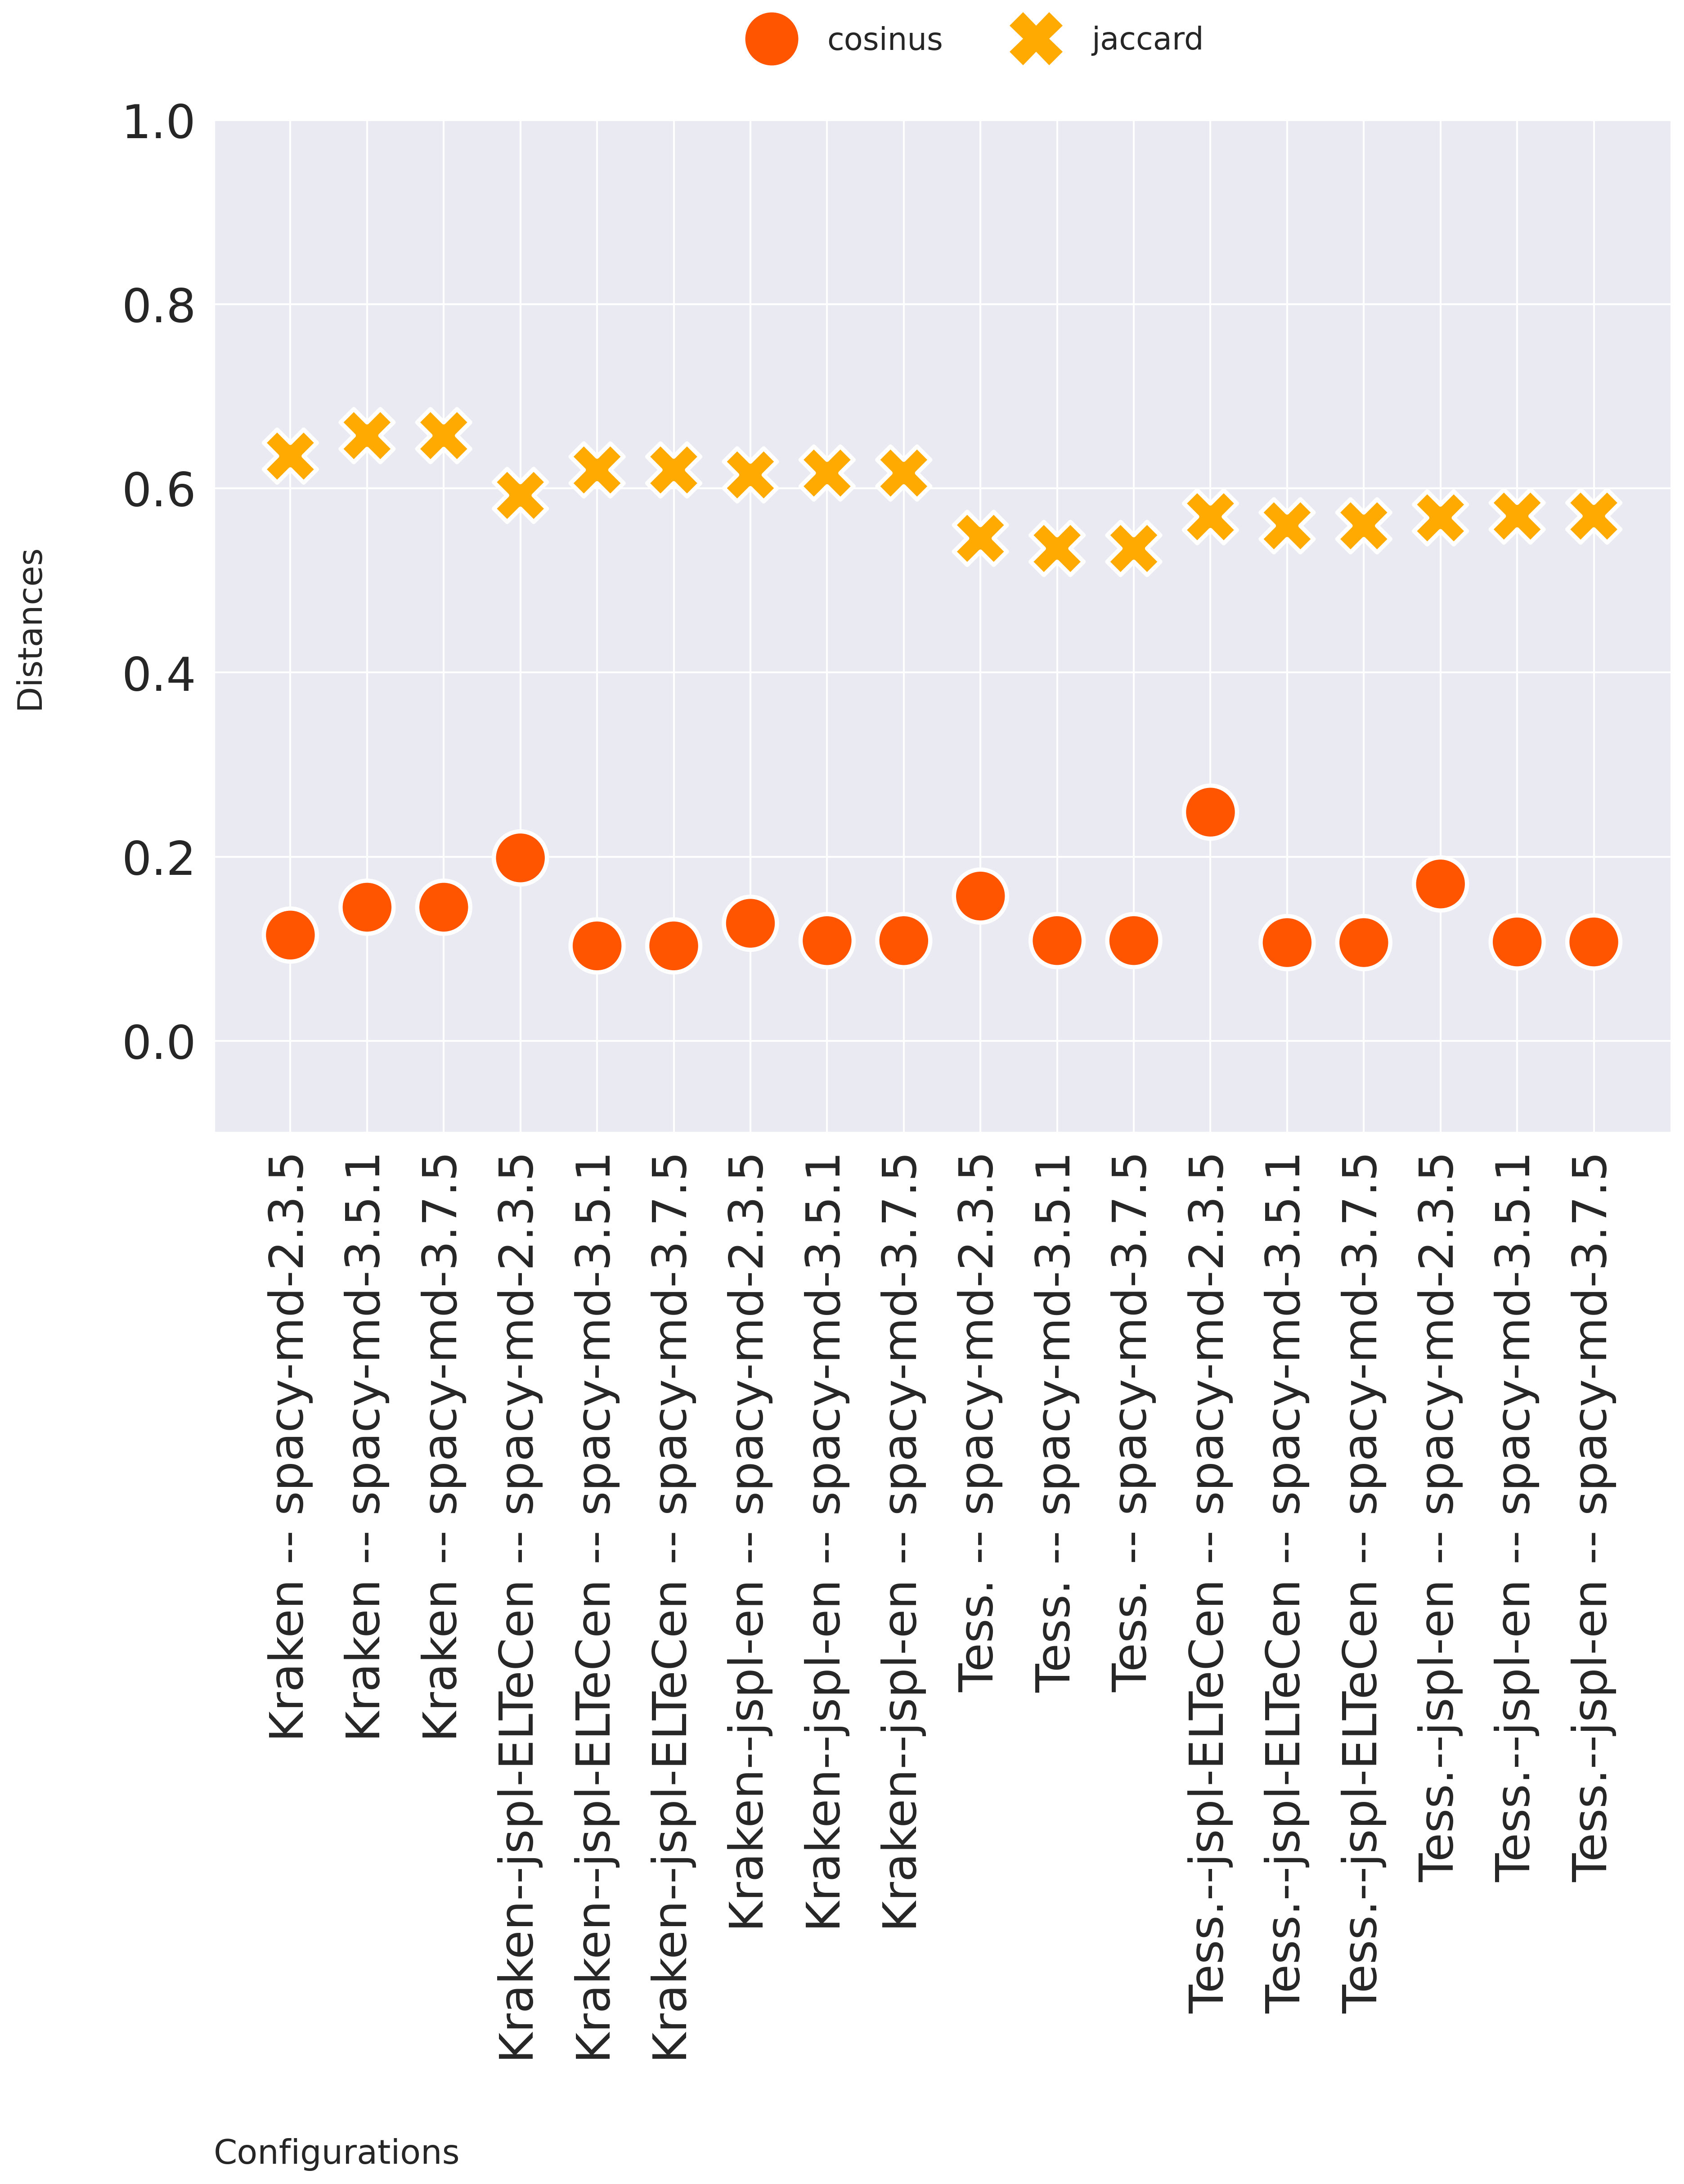 cosinus jaccard
1.0
0.8
0.6
0.4
0.2
0.0
Distances
Kraken -- spacy-md-2.3.5
Kraken -- spacy-md-3.5.1
Kraken -- spacy-md-3.7.5
Kraken--jspl-ELTeCen -- spacy-md-2.3.5
Kraken--jspl-ELTeCen -- spacy-md-3.5.1
Kraken--jspl-ELTeCen -- spacy-md-3.7.5
Kraken--jspl-en -- spacy-md-2.3.5
Kraken--jspl-en -- spacy-md-3.5.1
Kraken--jspl-en -- spacy-md-3.7.5
Tess. -- spacy-md-2.3.5
Tess. -- spacy-md-3.5.1
Tess. -- spacy-md-3.7.5
Tess.--jspl-ELTeCen -- spacy-md-2.3.5
Tess.--jspl-ELTeCen -- spacy-md-3.5.1
Tess.--jspl-ELTeCen -- spacy-md-3.7.5
Tess.--jspl-en -- spacy-md-2.3.5
Tess.--jspl-en -- spacy-md-3.5.1
Tess.--jspl-en -- spacy-md-3.7.5
Configurations